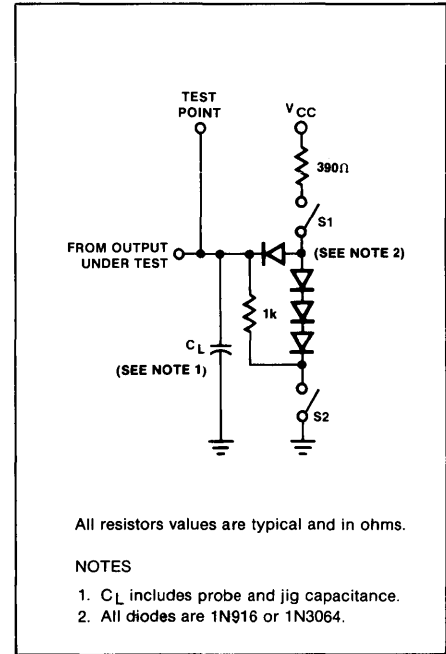 TEST
POINT
VCC
390Ω
S1
FROM OUTPUT
UNDER TEST
(SEE NOTE 2)
1k
CL
(SEE NOTE 1)
S2
All resistors values are typical and in ohms.
NOTES
1. CL includes probe and jig capacitance.
2. All diodes are 1N916 or 1N3064.